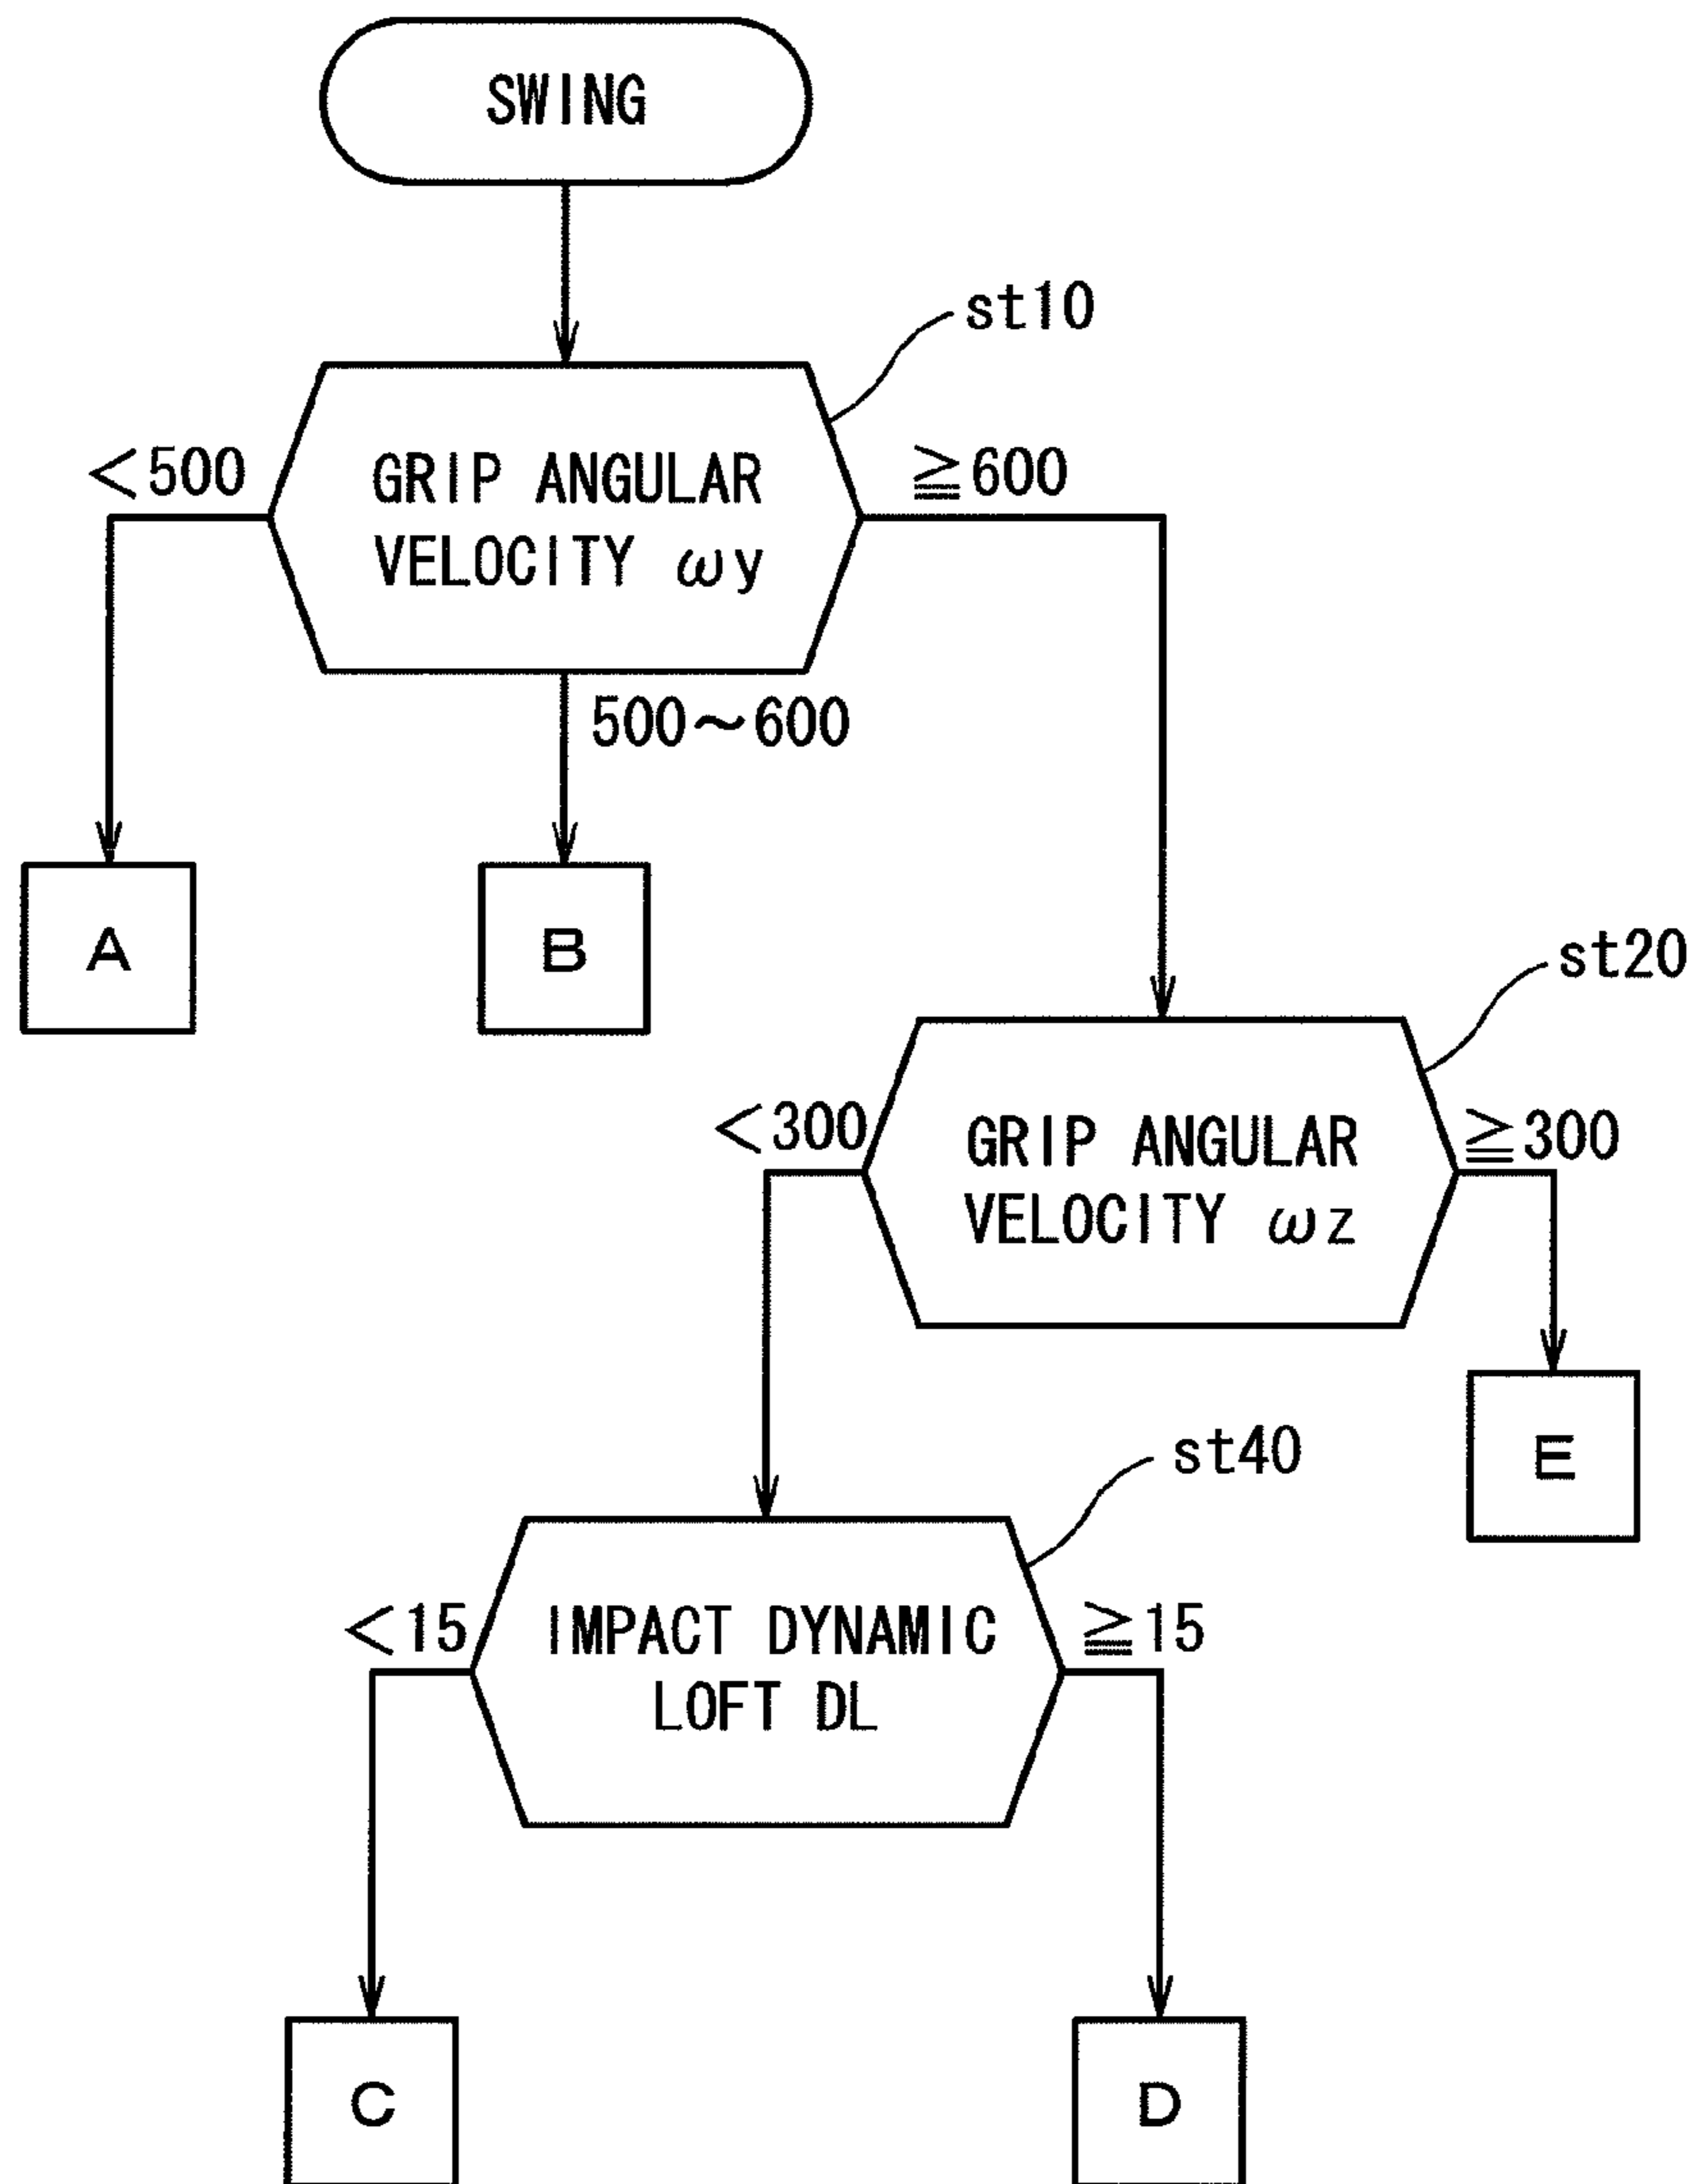 SWING
st10
<500
GRIP ANGULAR
VELOCITY ωy
≧600
500~600
A
B
st20
<300
GRIP ANGULAR
VELOCITY ωz
≧300
E
st40
<15
IMPACT DYNAMIC
LOFT DL
≧15
C
D